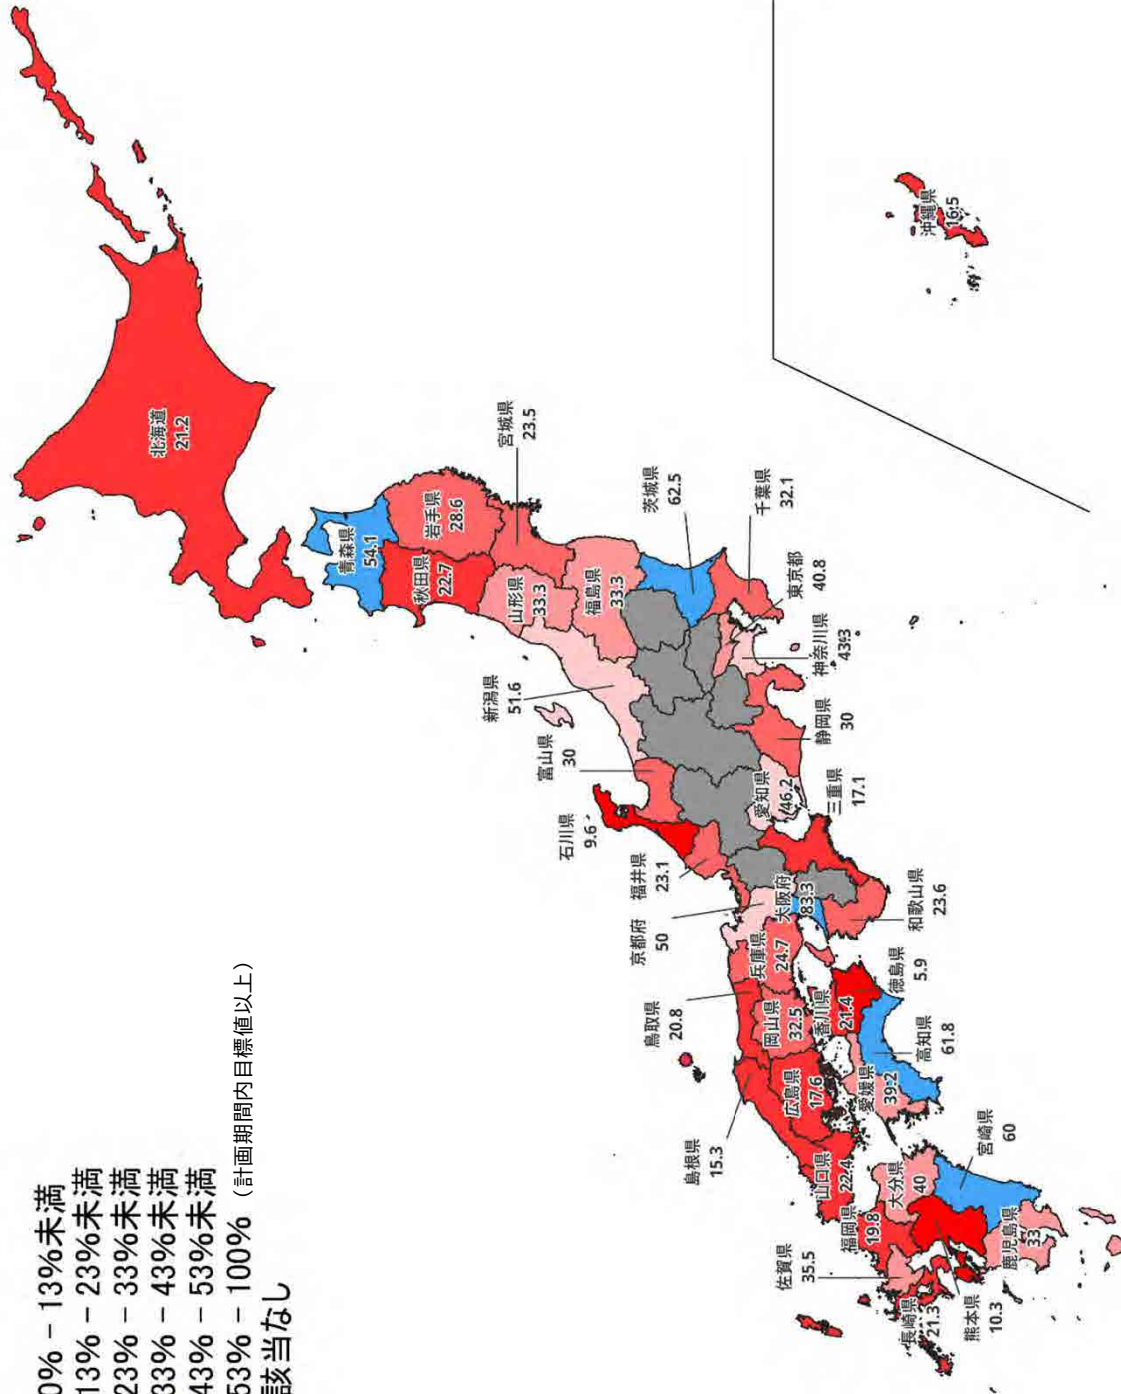 0% – 13%未満
13% – 23%未満
23% – 33%未満
33% – 43%未満
43% – 53%未満
53% – 100% （計画期間内目標値以上）
該当なし
北海道
21.2
青森県
54.1
岩手県
28.6
宮城県
23.5
秋田県
22.7
山形県
33.3
福島県
33.3
茨城県
62.5
千葉県
32.1
東京都
40.8
神奈川県
43.3
新潟県
51.6
富山県
30
石川県
9.6
福井県
23.1
静岡県
30
愛知県
46.2
三重県
17.1
京都府
50
大阪府
83.3
兵庫県
24.7
和歌山県
23.6
鳥取県
20.8
島根県
15.3
岡山県
32.5
広島県
17.6
山口県
22.4
徳島県
5.9
香川県
21.4
愛媛県
39.2
高知県
61.8
福岡県
19.8
佐賀県
35.5
長崎県
21.3
熊本県
10.3
大分県
40
宮崎県
60
鹿児島県
33
沖縄県
16.5